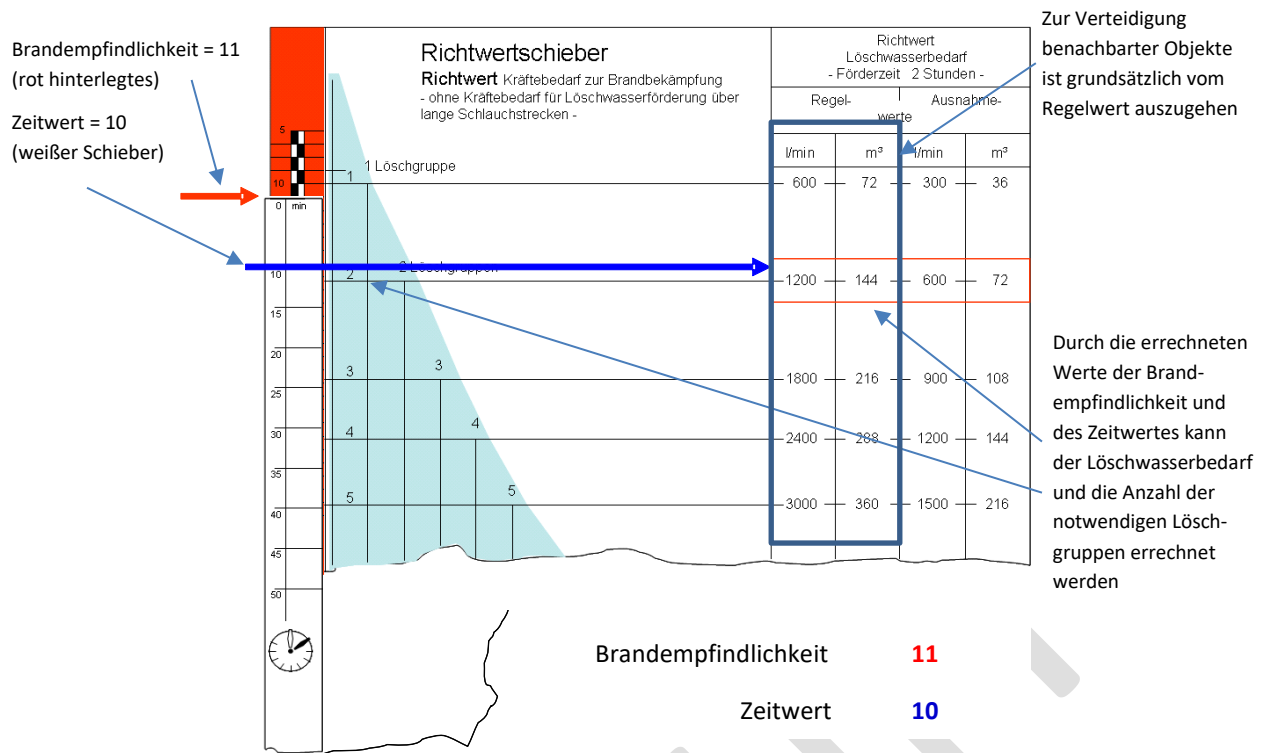 Brandempfindlichkeit = 11
(rot hinterlegtes)
Zeitwert = 10
(weißer Schieber)
Richtwertschieber
Richtwert Kräftebedarf zur Brandbekämpfung
- ohne Kräftebedarf für Löschwasserförderung über
lange Schlauchstrecken -
Richtwert
Löschwasserbedarf
- Förderzeit 2 Stunden -
Regel- Ausnahme-
werte
l/min m³ l/min m³
Zur Verteidigung
benachbarter Objekte
ist grundsätzlich vom
Regelwert auszugehen
5
10
0 min
10
15
20
25
30
35
40
45
50
1 1 Löschgruppe 600 72 300 36
2 2 Löschgruppen 1200 144 600 72
3 3 1800 216 900 108
4 4 2400 288 1200 144
5 5 3000 360 1500 216
Durch die errechneten
Werte der Brand-
empfindlichkeit und
des Zeitwertes kann
der Löschwasserbedarf
und die Anzahl der
notwendigen Lösch-
gruppen errechnet
werden
Brandempfindlichkeit 11
Zeitwert 10